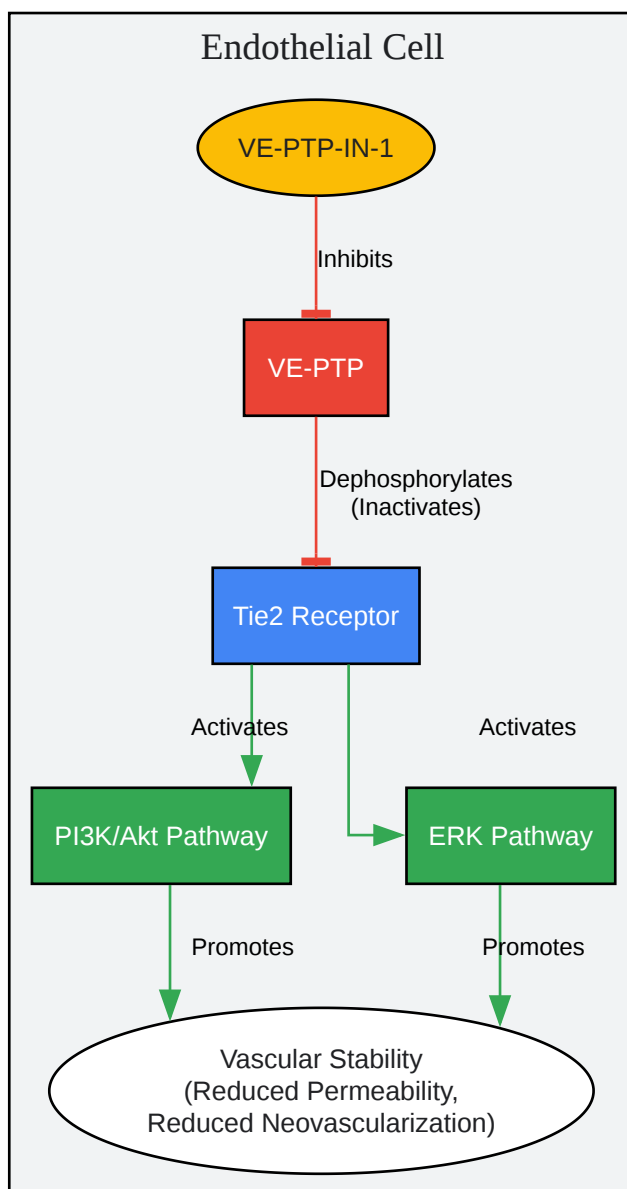 Endothelial Cell
VE-PTP-IN-1
Inhibits
VE-PTP
Dephosphorylates
(Inactivates)
Tie2 Receptor
Activates
Activates
PI3K/Akt Pathway
ERK Pathway
Promotes
Promotes
Vascular Stability
(Reduced Permeability,
Reduced Neovascularization)